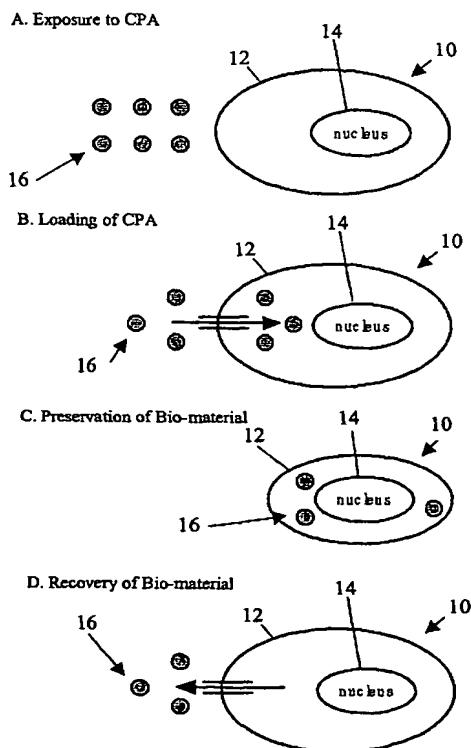 A. Exposure to CPA
12
14
10
nucleus
16
B. Loading of CPA
14
12
10
nucleus
16
C. Preservation of Bio-material
14
10
12
nucleus
16
D. Recovery of Bio-material
14
16
12
10
nucleus